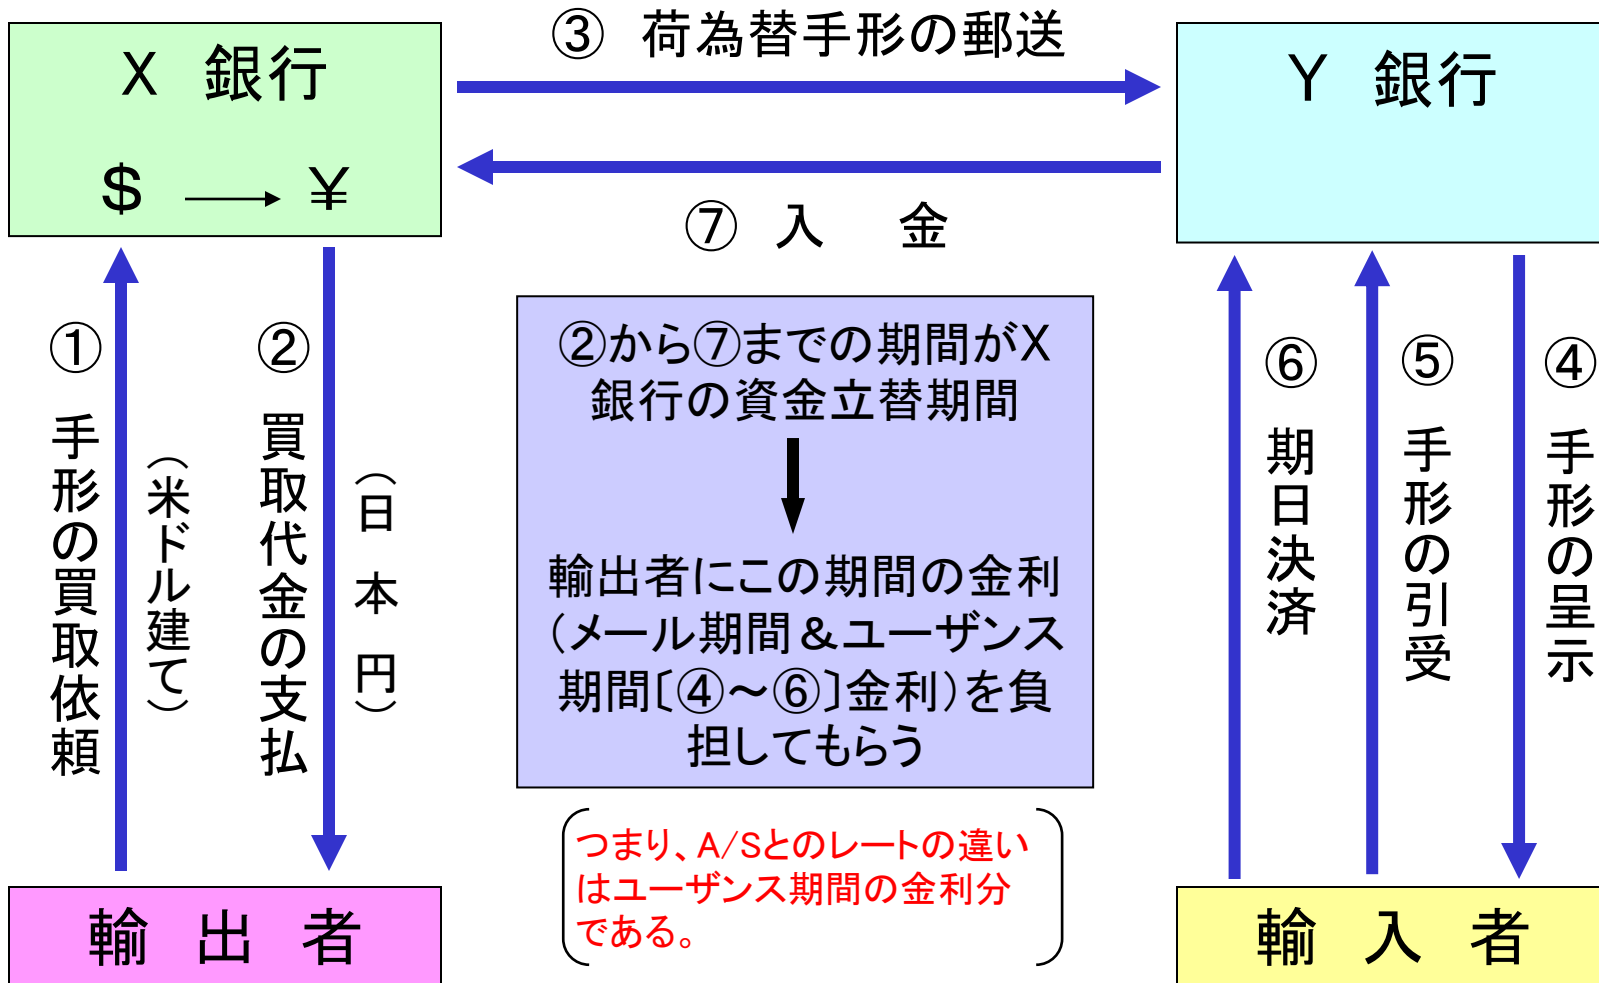 ③ 荷為替手形の郵送
X 銀行
$ → ¥
Y 銀行
⑦ 入 金
① 手形の買取依頼
（米ドル建て）
② 買取代金の支払
（日 本 円）
②から⑦までの期間がX
銀行の資金立替期間
輸出者にこの期間の金利
（メール期間＆ユーザンス
期間〔④～⑥〕金利）を負
担してもらう
つまり、A/Sとのレートの違い
はユーザンス期間の金利分
である。
⑥ 期日決済
⑤ 手形の引受
④ 手形の呈示
輸 出 者
輸 入 者